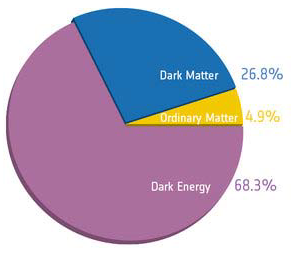 Dark Matter 26.8%
Ordinary Matter 4.9%
Dark Energy 68.3%